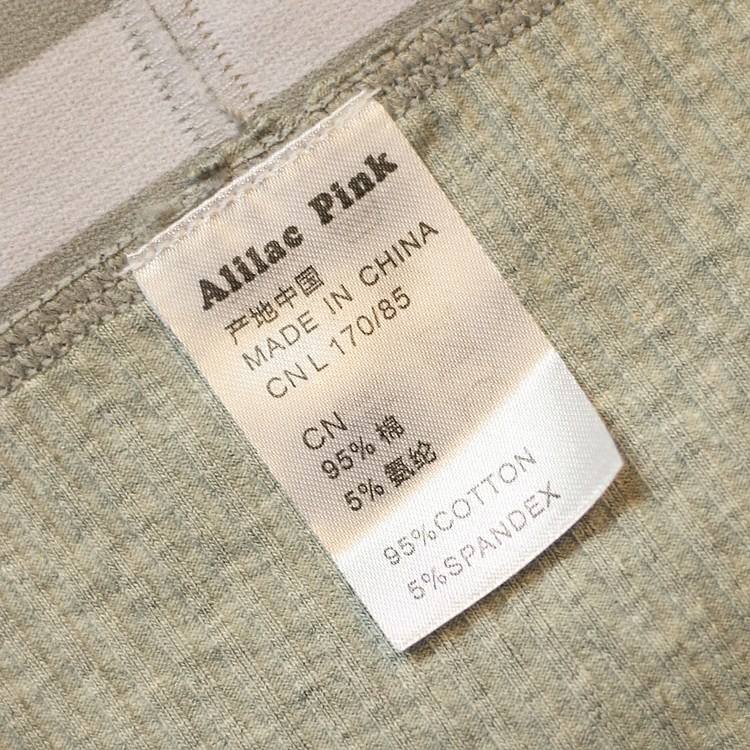 Alilac Pink
产地中国
MADE IN CHINA
CN L 170/85
CN
95% 棉
5% 氨纶
95%COTTON
5%SPANDEX